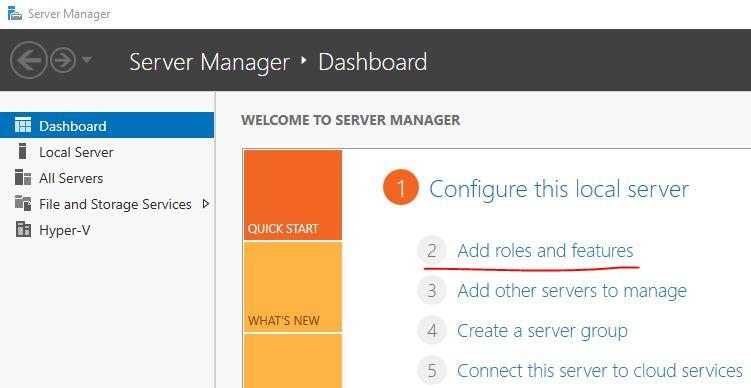 Server Manager
Server Manager ‣ Dashboard
Dashboard
Local Server
All Servers
File and Storage Services
Hyper-V
WELCOME TO SERVER MANAGER
QUICK START
WHAT'S NEW
1 Configure this local server
2 Add roles and features
3 Add other servers to manage
4 Create a server group
5 Connect this server to cloud services